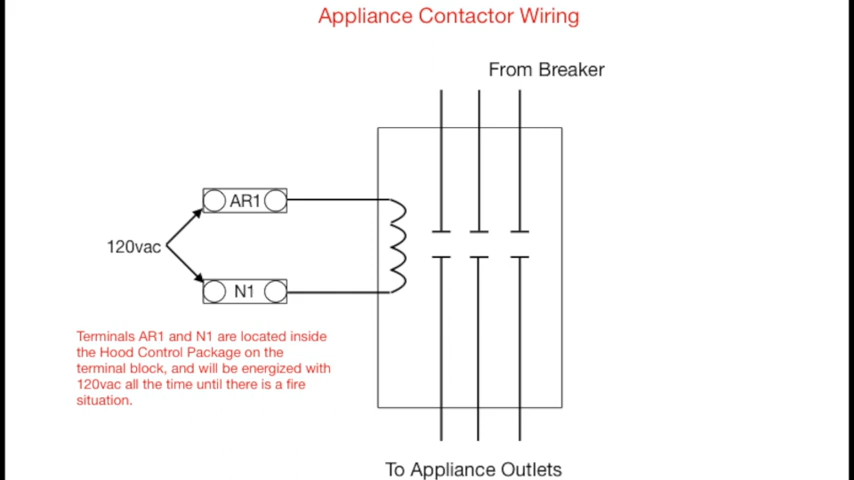 Appliance Contactor Wiring
From Breaker
AR1
120vac
N1
Terminals AR1 and N1 are located inside
the Hood Control Package on the
terminal block, and will be energized with
120vac all the time until there is a fire
situation.
To Appliance Outlets